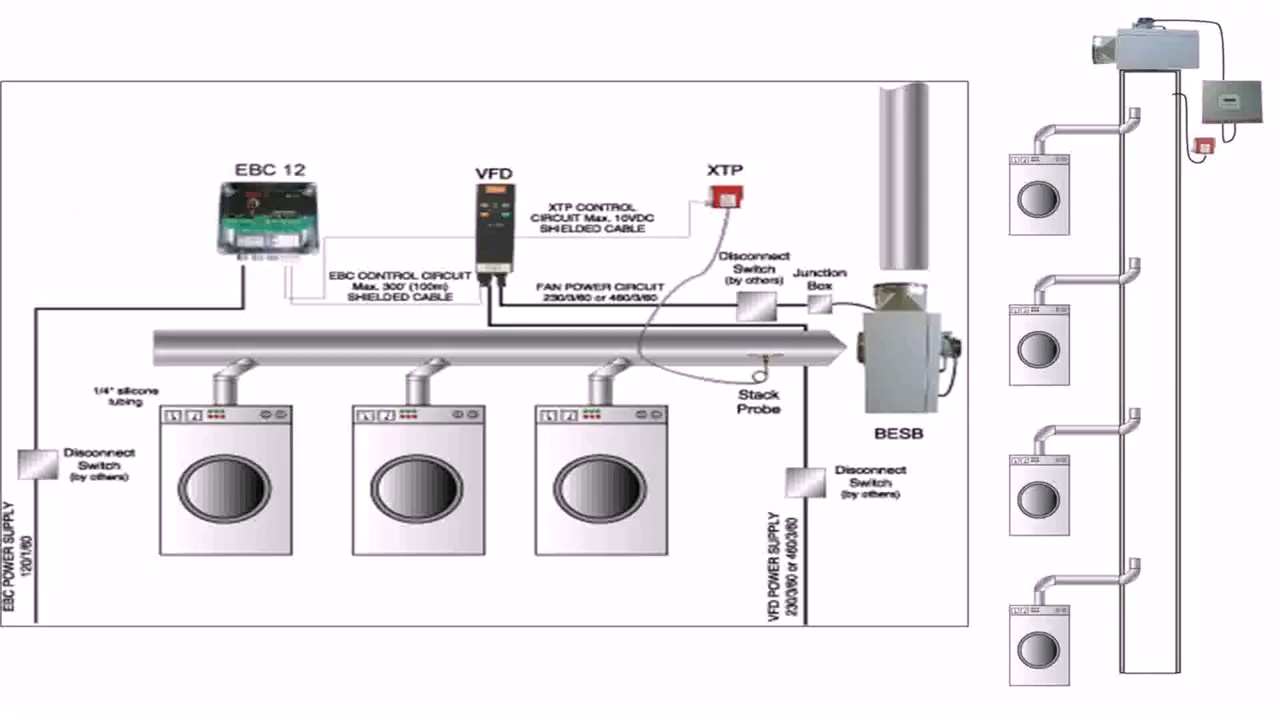 EBC 12
VFD
XTP
XTP CONTROL
CIRCUIT Max. 10VDC
SHIELDED CABLE
Disconnect
Switch
(by others)
Junction
Box
EBC CONTROL CIRCUIT
Max. 300' (100m)
SHIELDED CABLE
FAN POWER CIRCUIT
230/3/60 or 460/3/60
1/4" silicone
tubing
Stack
Probe
BESB
Disconnect
Switch
(by others)
Disconnect
Switch
(by others)
EBC POWER SUPPLY
120/1/60
VFD POWER SUPPLY
230/3/60 or 460/3/60